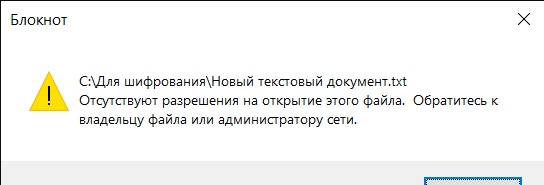 Блокнот
C:\Для шифрования\Новый текстовый документ.txt
Отсутствуют разрешения на открытие этого файла.  Обратитесь к
владельцу файла или администратору сети.